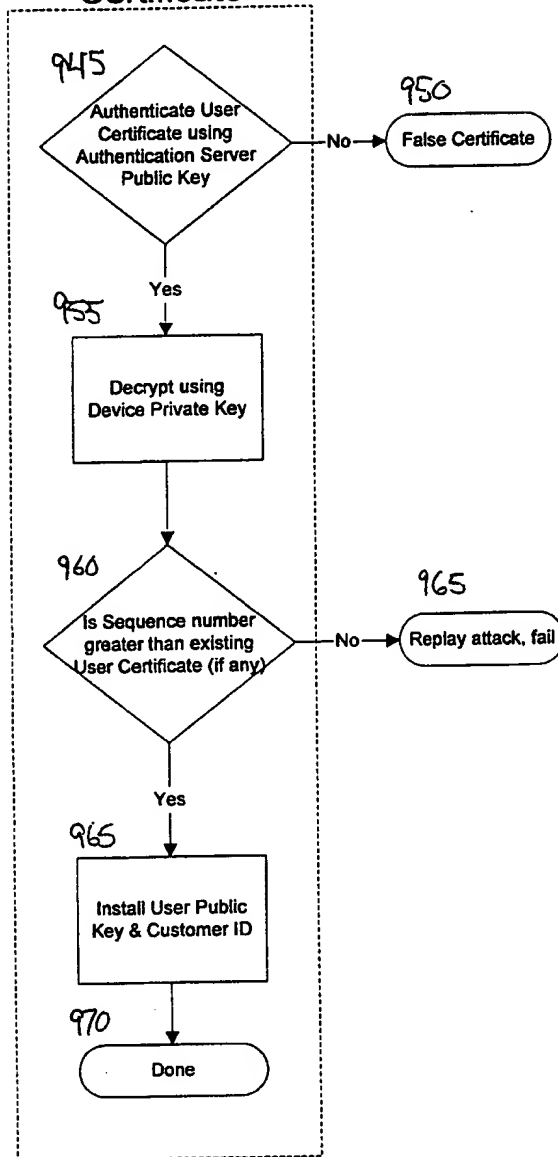 945
Authenticate User
Certificate using
Authentication Server
Public Key
No
950
False Certificate
Yes
955
Decrypt using
Device Private Key
960
Is Sequence number
greater than existing
User Certificate (if any)
No
965
Replay attack, fail
Yes
965
Install User Public
Key & Customer ID
970
Done